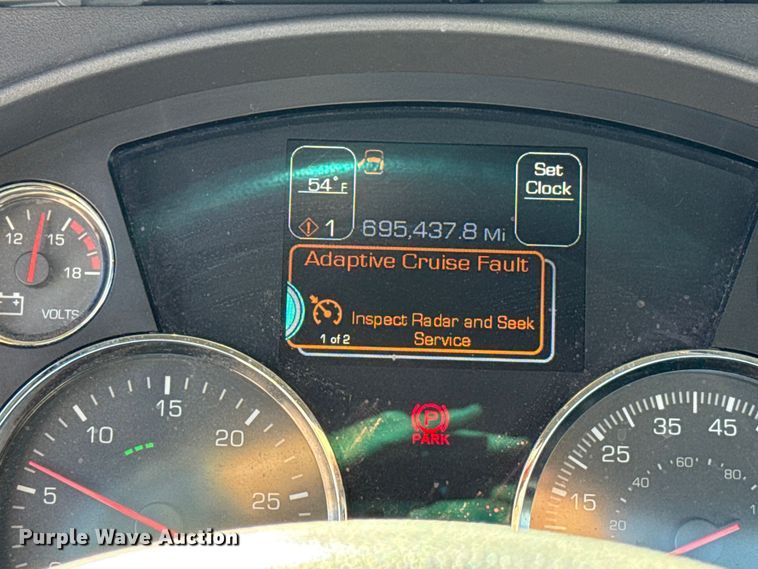 Set
Clock
54° F
1
695,437.8 Mi
Adaptive Cruise Fault
Inspect Radar and Seek
Service
1 of 2
12
15
18
VOLTS
P
PARK
5
10
15
20
25
15
25
35
45
20
40
60
80
Purple Wave Auction